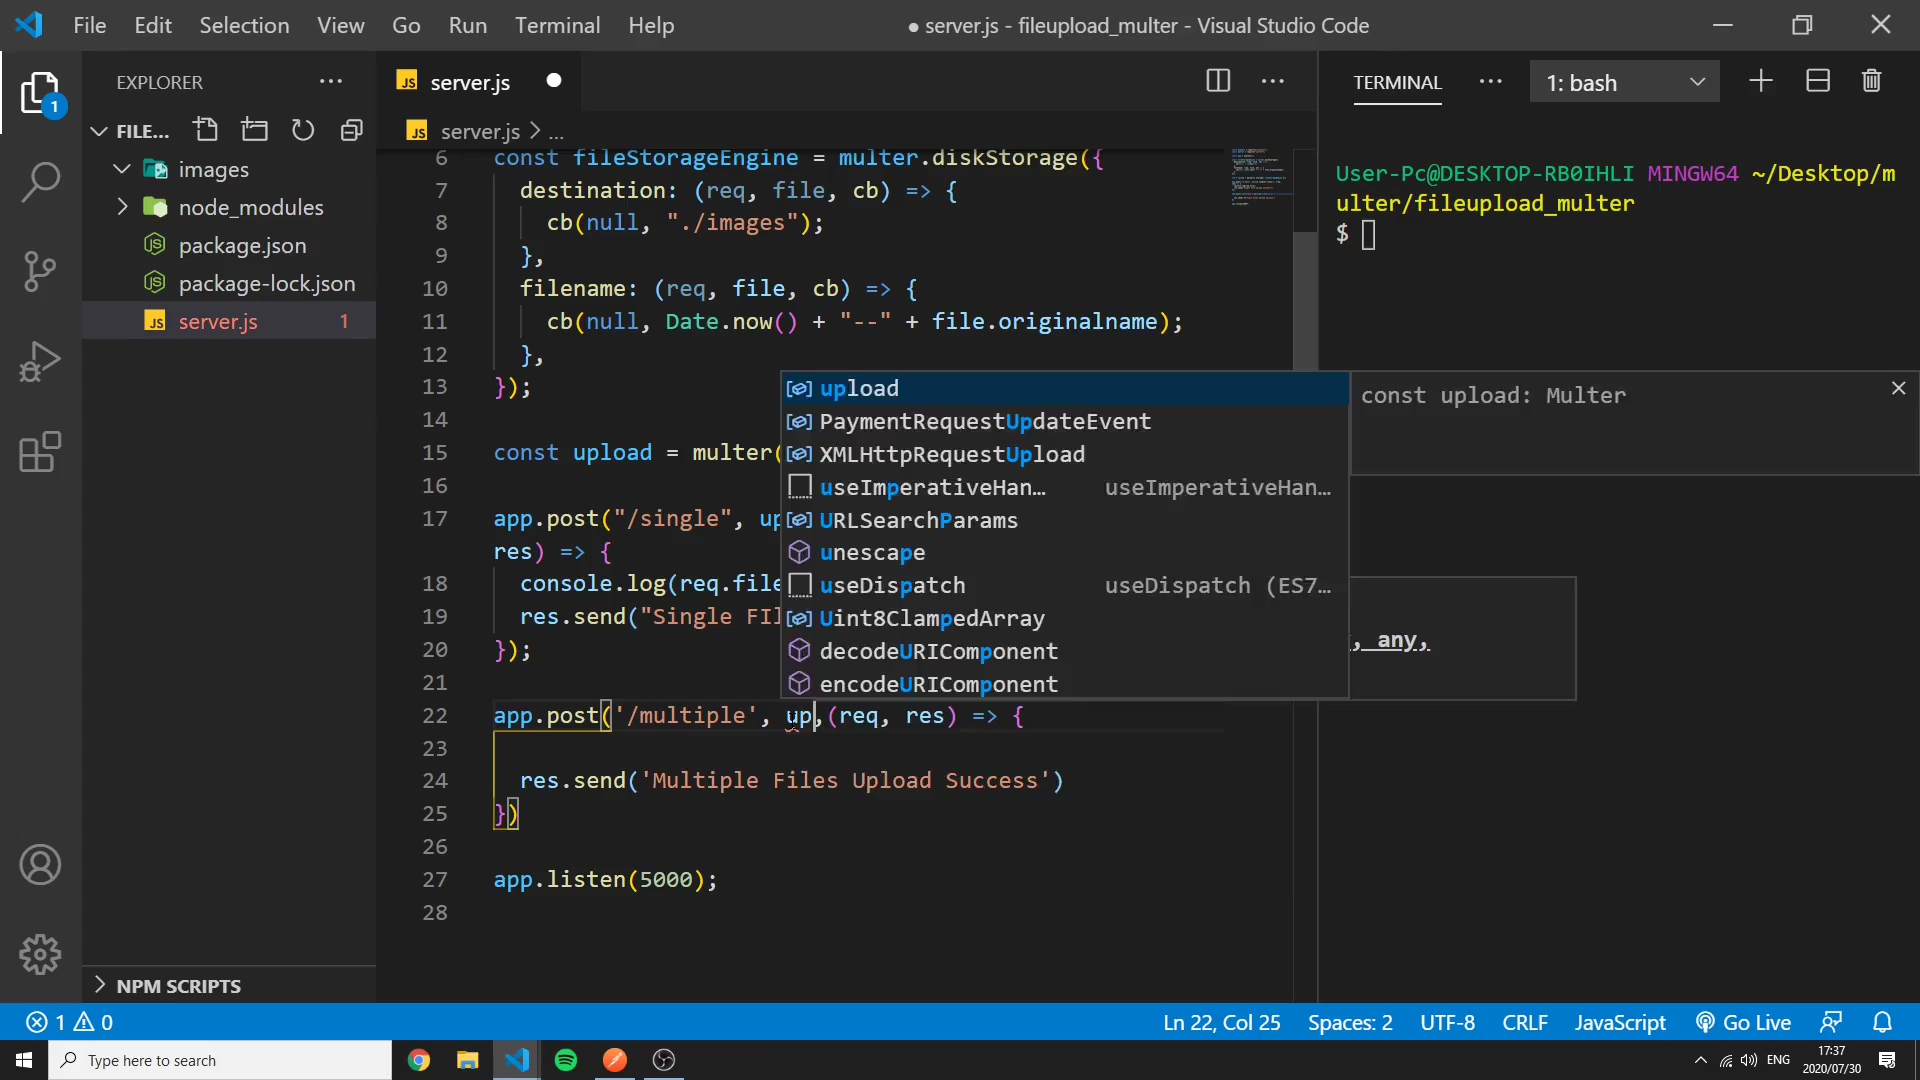 File Edit Selection View Go Run Terminal Help
● server.js - fileupload_multer - Visual Studio Code
EXPLORER
FILE...
images
node_modules
package.json
package-lock.json
server.js 1
NPM SCRIPTS
server.js
server.js > ...
6 const fileStorageEngine = multer.diskStorage({
7 destination: (req, file, cb) => {
8 cb(null, "./images");
9 },
10 filename: (req, file, cb) => {
11 cb(null, Date.now() + "--" + file.originalname);
12 },
13 });
14
15 const upload = multer(
16
17 app.post("/single", up
res) => {
18 console.log(req.file
19 res.send("Single FIl
20 });
21
22 app.post('/multiple', up,(req, res) => {
23
24 res.send('Multiple Files Upload Success')
25 })
26
27 app.listen(5000);
28
upload
PaymentRequestUpdateEvent
XMLHttpRequestUpload
useImperativeHan... useImperativeHan...
URLSearchParams
unescape
useDispatch useDispatch (ES7...
Uint8ClampedArray
decodeURIComponent
encodeURIComponent
const upload: Multer
, any,
TERMINAL
1: bash
User-Pc@DESKTOP-RB0IHLI MINGW64 ~/Desktop/m
ulter/fileupload_multer
$
1
1 0
Ln 22, Col 25 Spaces: 2 UTF-8 CRLF JavaScript Go Live
Type here to search
ENG
17:37
2020/07/30